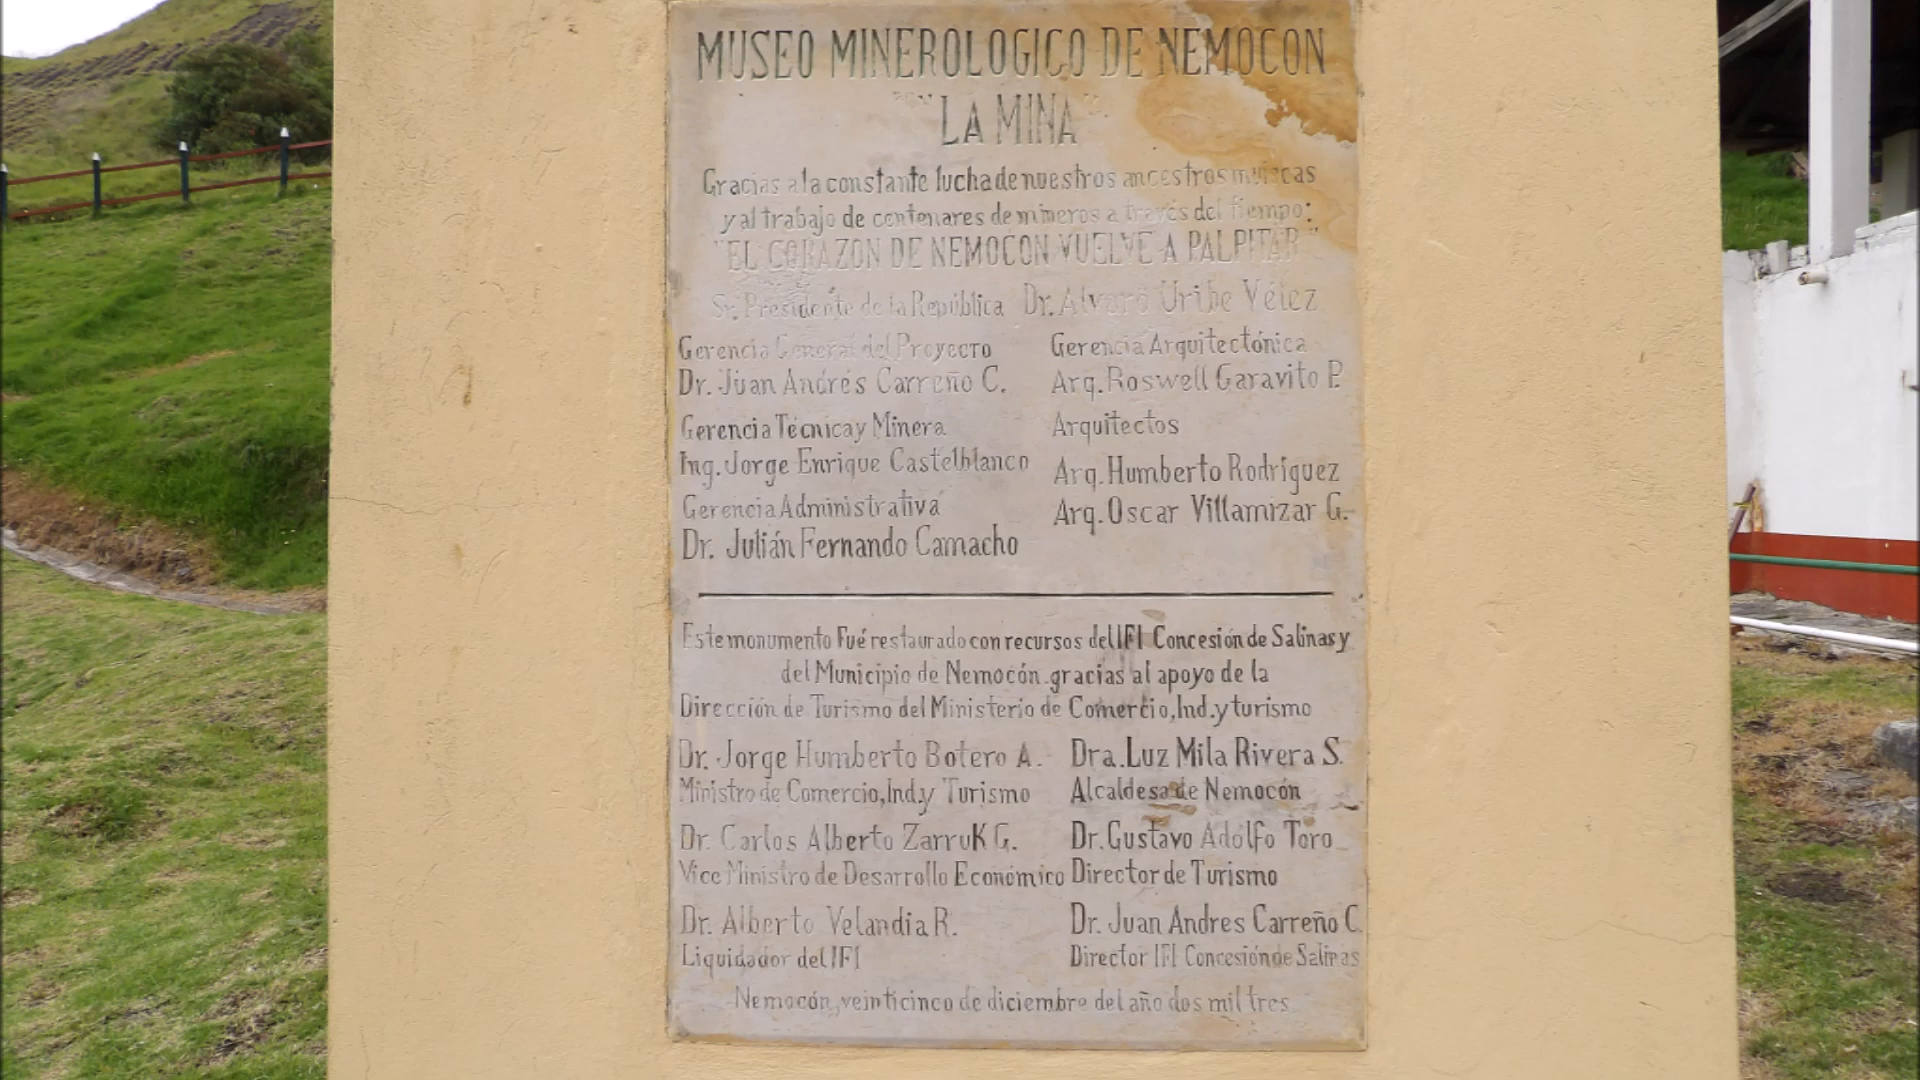 MUSEO MINEROLOGICO DE NEMOCON
"LA MINA"
Gracias a la constante lucha de nuestros ancestros muiscas
y al trabajo de centenares de mineros a través del tiempo:
"EL CORAZON DE NEMOCON VUELVE A PALPITAR"
Sr. Presidente de la República Dr. Alvaro Uribe Vélez
Gerencia General del Proyecto
Dr. Juan Andrés Carreño C.
Gerencia Técnica y Minera
Ing. Jorge Enrique Castelblanco
Gerencia Administrativa
Dr. Julián Fernando Camacho
Gerencia Arquitectónica
Arq. Roswell Garavito P.
Arquitectos
Arq. Humberto Rodríguez
Arq. Oscar Villamizar G.
Este monumento Fué restaurado con recursos del IFI Concesión de Salinas y
del Municipio de Nemocón. gracias al apoyo de la
Dirección de Turismo del Ministerio de Comercio, Ind. y turismo
Dr. Jorge Humberto Botero A.
Ministro de Comercio, Ind. y Turismo
Dra. Luz Mila Rivera S.
Alcaldesa de Nemocón
Dr. Carlos Alberto Zarruk G.
Vice Ministro de Desarrollo Económico
Dr. Gustavo Adolfo Toro
Director de Turismo
Dr. Alberto Velandia R.
Liquidador del IFI
Dr. Juan Andres Carreño C.
Director IFI Concesión de Salinas
Nemocón, veinticinco de diciembre del año dos mil tres